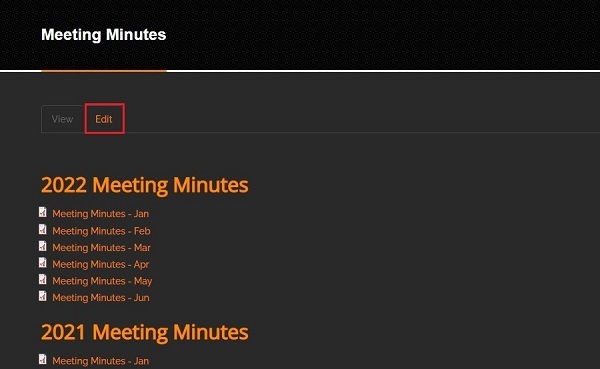 Meeting Minutes
View Edit
2022 Meeting Minutes
Meeting Minutes - Jan
Meeting Minutes - Feb
Meeting Minutes - Mar
Meeting Minutes - Apr
Meeting Minutes - May
Meeting Minutes - Jun
2021 Meeting Minutes
Meeting Minutes - Jan